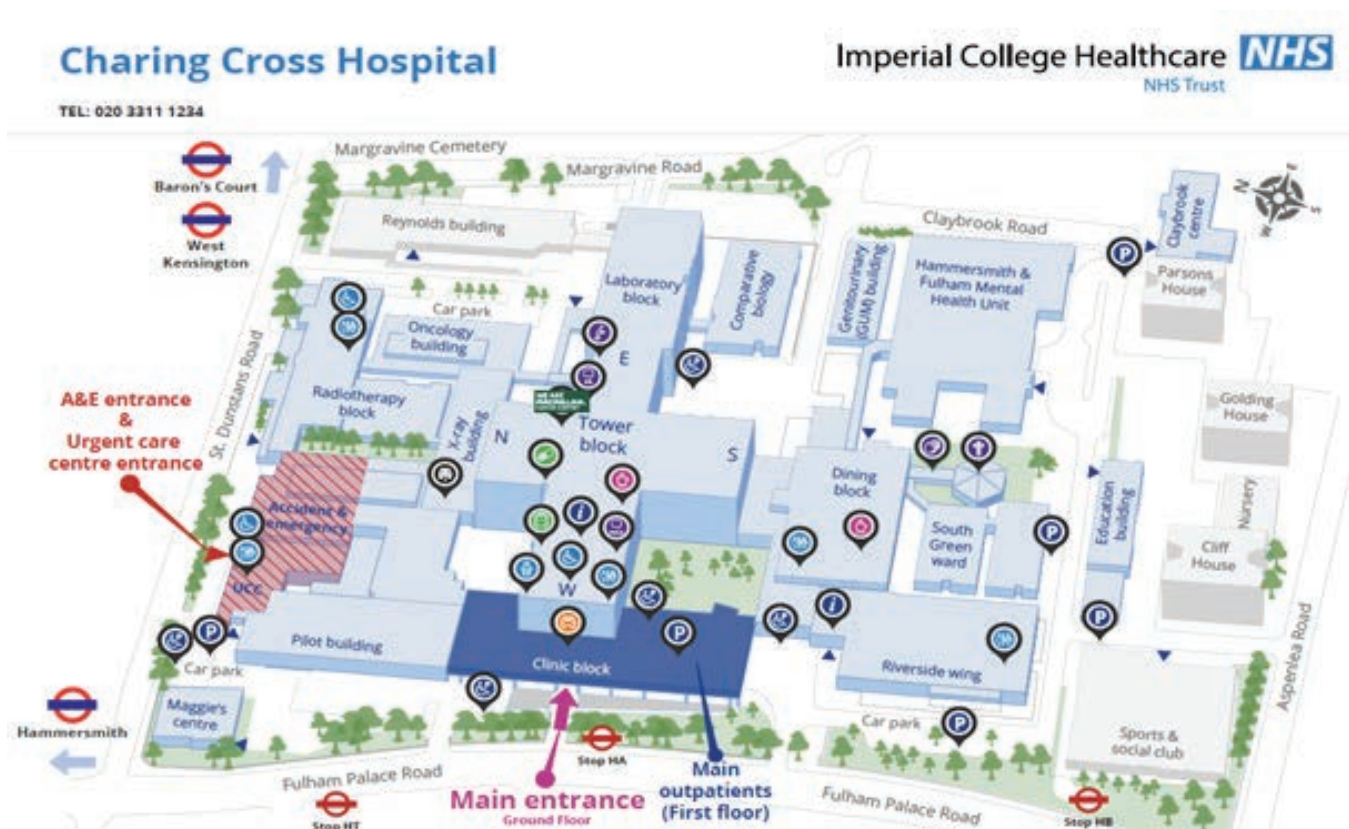 Charing Cross Hospital
TEL: 020 3311 1234
Imperial College Healthcare NHS
NHS Trust
Margravine Cemetery
Margravine Road
Baron's Court
West
Kensington
Reynolds building
Claybrook Road
Claybrook
centre
N
E
S
W
Parsons
House
Laboratory
block
Comparative
biology
Genitourinary
(GUM) building
Hammersmith &
Fulham Mental
Health Unit
Car park
Oncology
building
St. Dunstans Road
Radiotherapy
block
X-ray
building
E
N
Tower
block
S
W
Golding
House
A&E entrance
&
Urgent care
centre entrance
Accident &
emergency
UCC
Dining
block
South
Green
ward
Education
building
Nursery
Cliff
House
Aspenlea Road
P
P
P
P
P
P
i
i
Pilot building
Clinic block
Riverside wing
Car park
Maggie's
centre
Hammersmith
Car park
Sports &
social club
Fulham Palace Road
Stop HA
Main entrance
Ground Floor
Main
outpatients
(First floor)
Fulham Palace Road
Stop HT
Stop HB